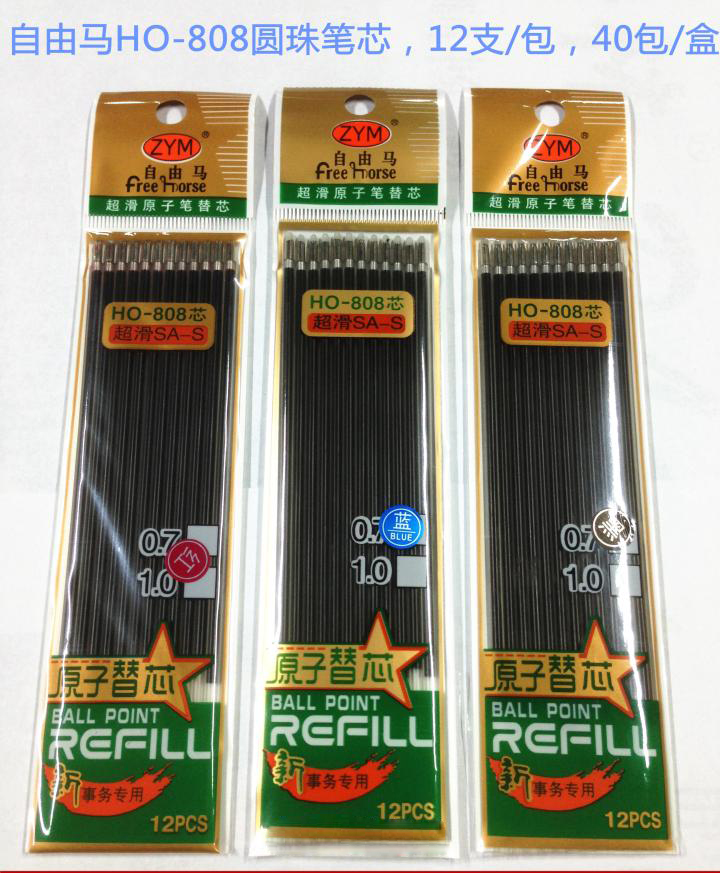 自由马HO-808圆珠笔芯，12支/包，40包/盒
ZYM®
自由马
Free Horse
超滑原子笔替芯
HO-808芯
超滑SA-S
0.7
红
1.0
原子替芯
BALL POINT
REFILL
新
事务专用
12PCS
ZYM®
自由马
Free Horse
超滑原子笔替芯
HO-808芯
超滑SA-S
0.7
蓝
BLUE
1.0
原子替芯
BALL POINT
REFILL
新
事务专用
12PCS
ZYM®
自由马
Free Horse
超滑原子笔替芯
HO-808芯
超滑SA-S
0.7
黑
1.0
原子替芯
BALL POINT
REFILL
新
事务专用
12PCS